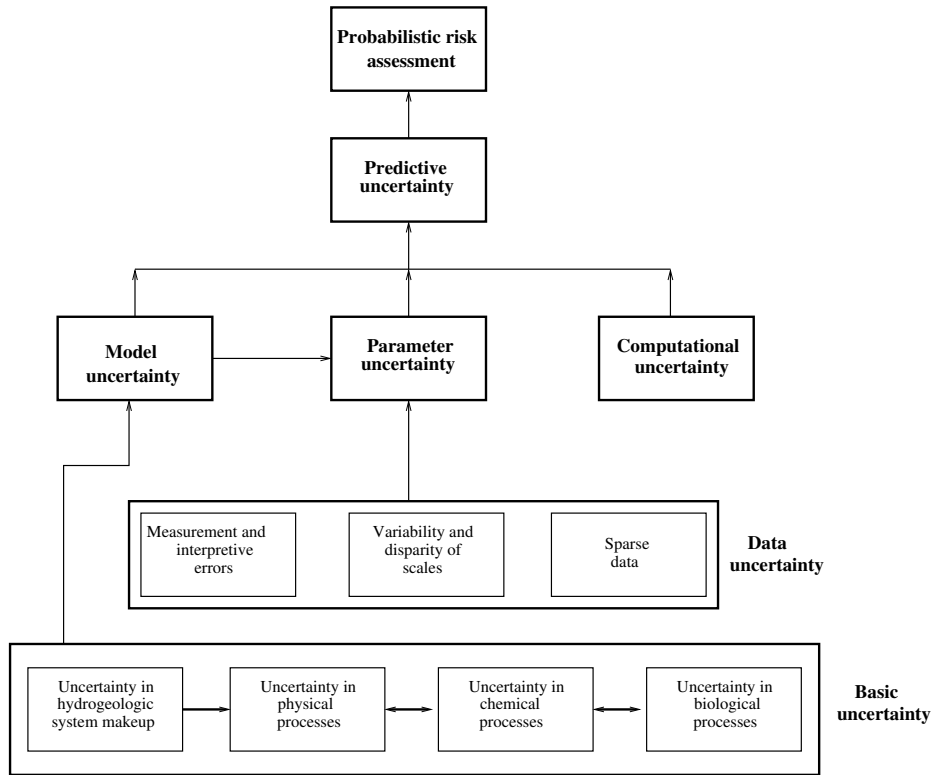 Probabilistic risk
assessment
Predictive
uncertainty
Model
uncertainty
Parameter
uncertainty
Computational
uncertainty
Measurement and
interpretive
errors
Variability and
disparity of
scales
Sparse
data
Data
uncertainty
Uncertainty in
hydrogeologic
system makeup
Uncertainty in
physical
processes
Uncertainty in
chemical
processes
Uncertainty in
biological
processes
Basic
uncertainty